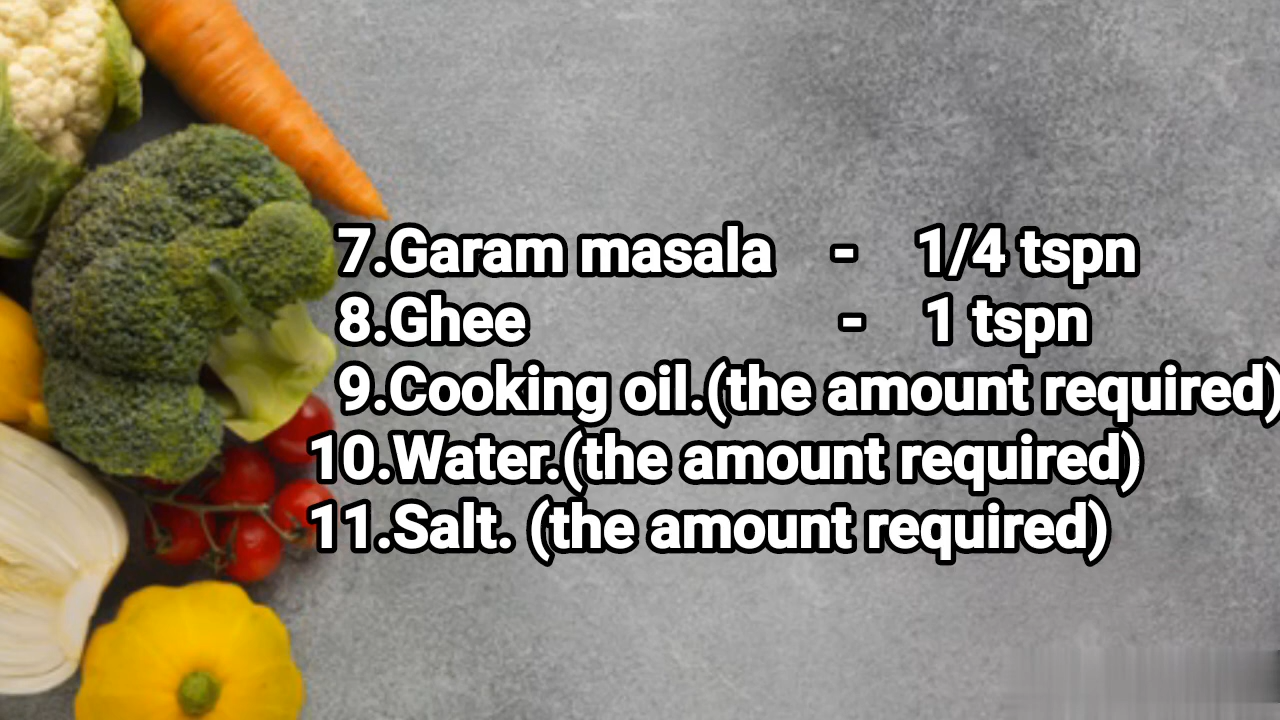 7.Garam masala - 1/4 tspn
8.Ghee - 1 tspn
9.Cooking oil.(the amount required)
10.Water.(the amount required)
11.Salt. (the amount required)